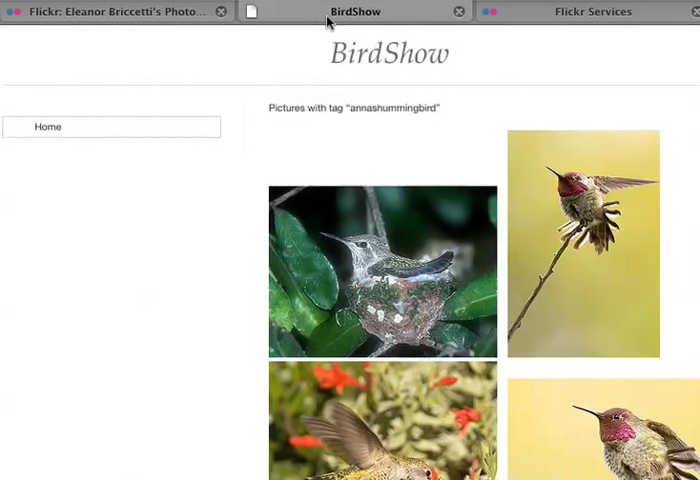 Flickr: Eleanor Briccetti's Photo...
BirdShow
Flickr Services
BirdShow
Home
Pictures with tag “annashummingbird”